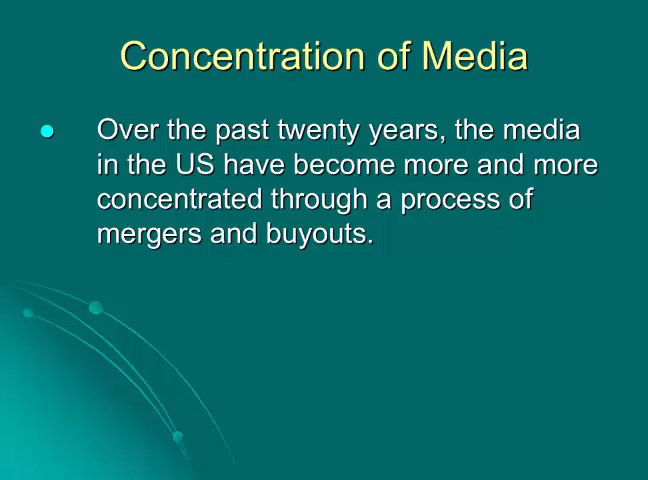 Concentration of Media
Over the past twenty years, the media
in the US have become more and more
concentrated through a process of
mergers and buyouts.